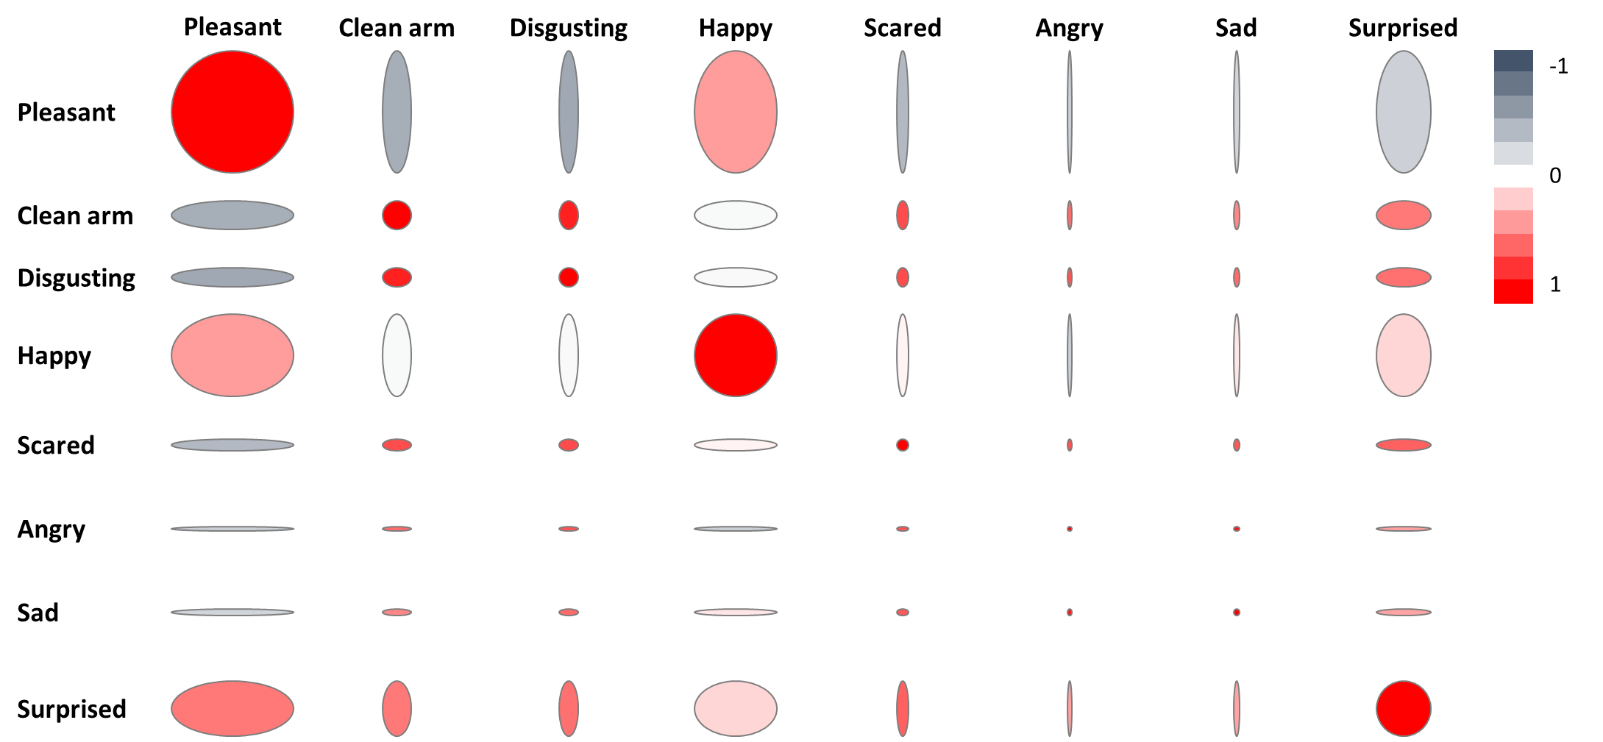 Pleasant Clean arm Disgusting Happy Scared Angry Sad Surprised
-1
Pleasant
0
Clean arm
Disgusting
1
Happy
Scared
Angry
Sad
Surprised